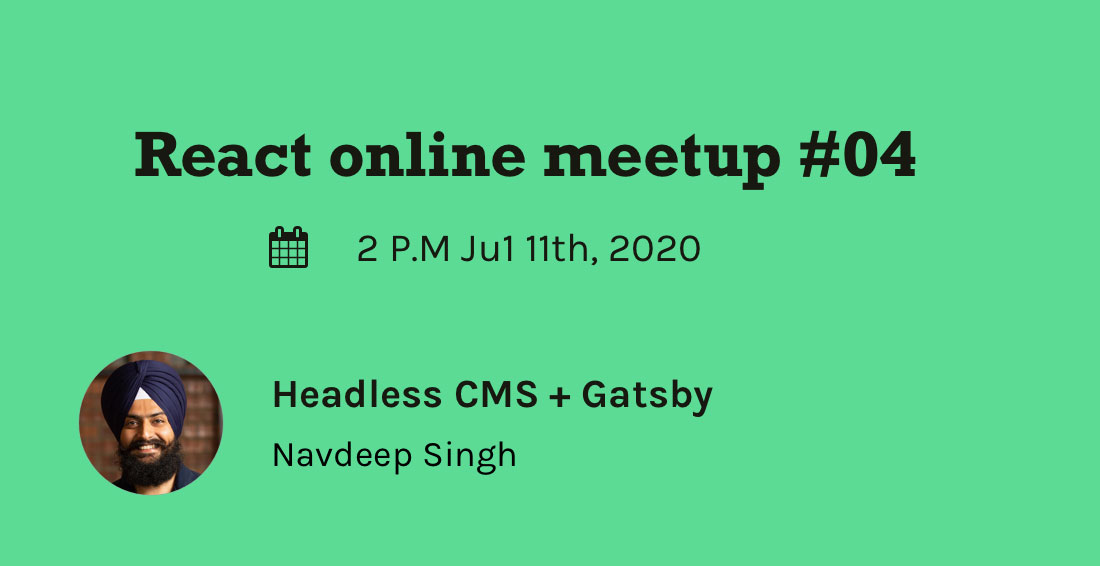 React online meetup #04
2 P.M Ju1 11th, 2020
Headless CMS + Gatsby
Navdeep Singh